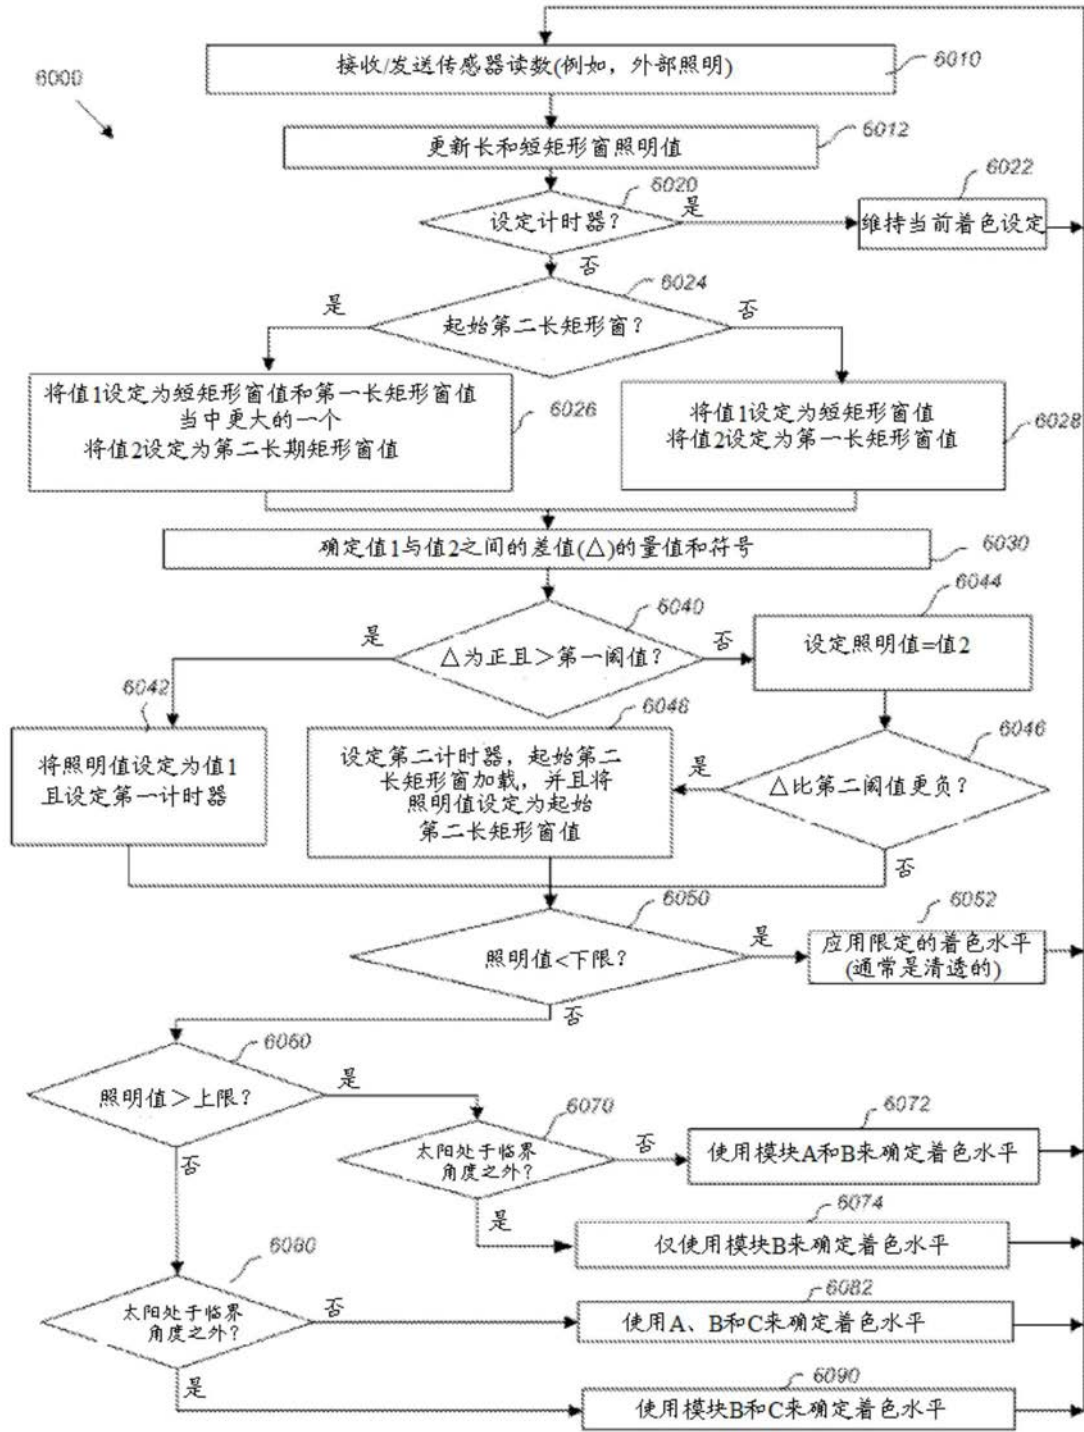 接收/发送传感器读数(例如，外部照明)
6010
6000
更新长和短矩形窗照明值
6012
设定计时器？
6020
是
维持当前着色设定
6022
否
起始第二长矩形窗？
6024
是
否
将值1设定为短矩形窗值和第一长矩形窗值
当中更大的一个
将值2设定为第二长期矩形窗值
6026
将值1设定为短矩形窗值
将值2设定为第一长矩形窗值
6028
确定值1与值2之间的差值(△)的量值和符号
6030
△为正且＞第一阈值？
6040
是
否
设定照明值=值2
6044
将照明值设定为值1
且设定第一计时器
6042
设定第二计时器，起始第二
长矩形窗加载，并且将
照明值设定为起始
第二长矩形窗值
6048
是
△比第二阈值更负？
6046
否
照明值<下限？
6050
是
应用限定的着色水平
(通常是清透的)
6052
否
照明值＞上限？
6060
是
否
太阳处于临界
角度之外？
6070
否
使用模块A和B来确定着色水平
6072
是
仅使用模块B来确定着色水平
6074
太阳处于临界
角度之外？
6080
否
使用A、B和C来确定着色水平
6082
是
使用模块B和C来确定着色水平
6090